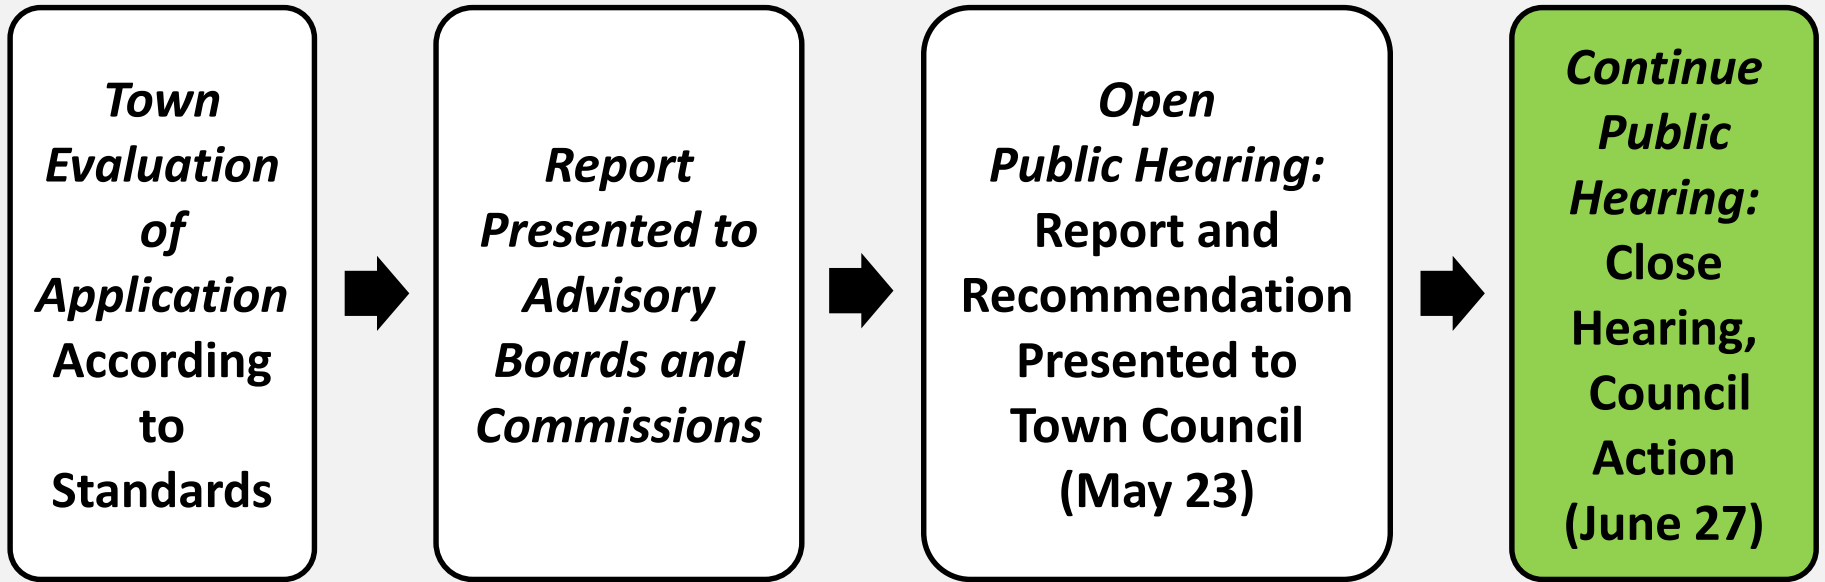 Town
Evaluation
of
Application
According
to
Standards
Report
Presented to
Advisory
Boards and
Commissions
Open
Public Hearing:
Report and
Recommendation
Presented to
Town Council
(May 23)
Continue
Public
Hearing:
Close
Hearing,
Council
Action
(June 27)